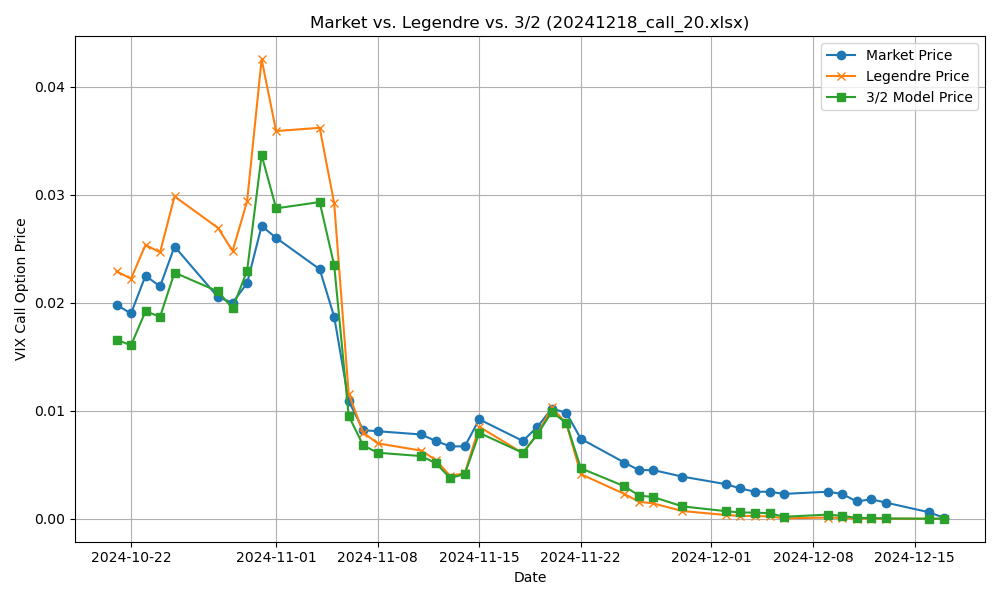 Market vs. Legendre vs. 3/2 (20241218_call_20.xlsx)
Market Price
Legendre Price
3/2 Model Price
VIX Call Option Price
0.04
0.03
0.02
0.01
0.00
2024-10-22
2024-11-01
2024-11-08
2024-11-15
2024-11-22
2024-12-01
2024-12-08
2024-12-15
Date